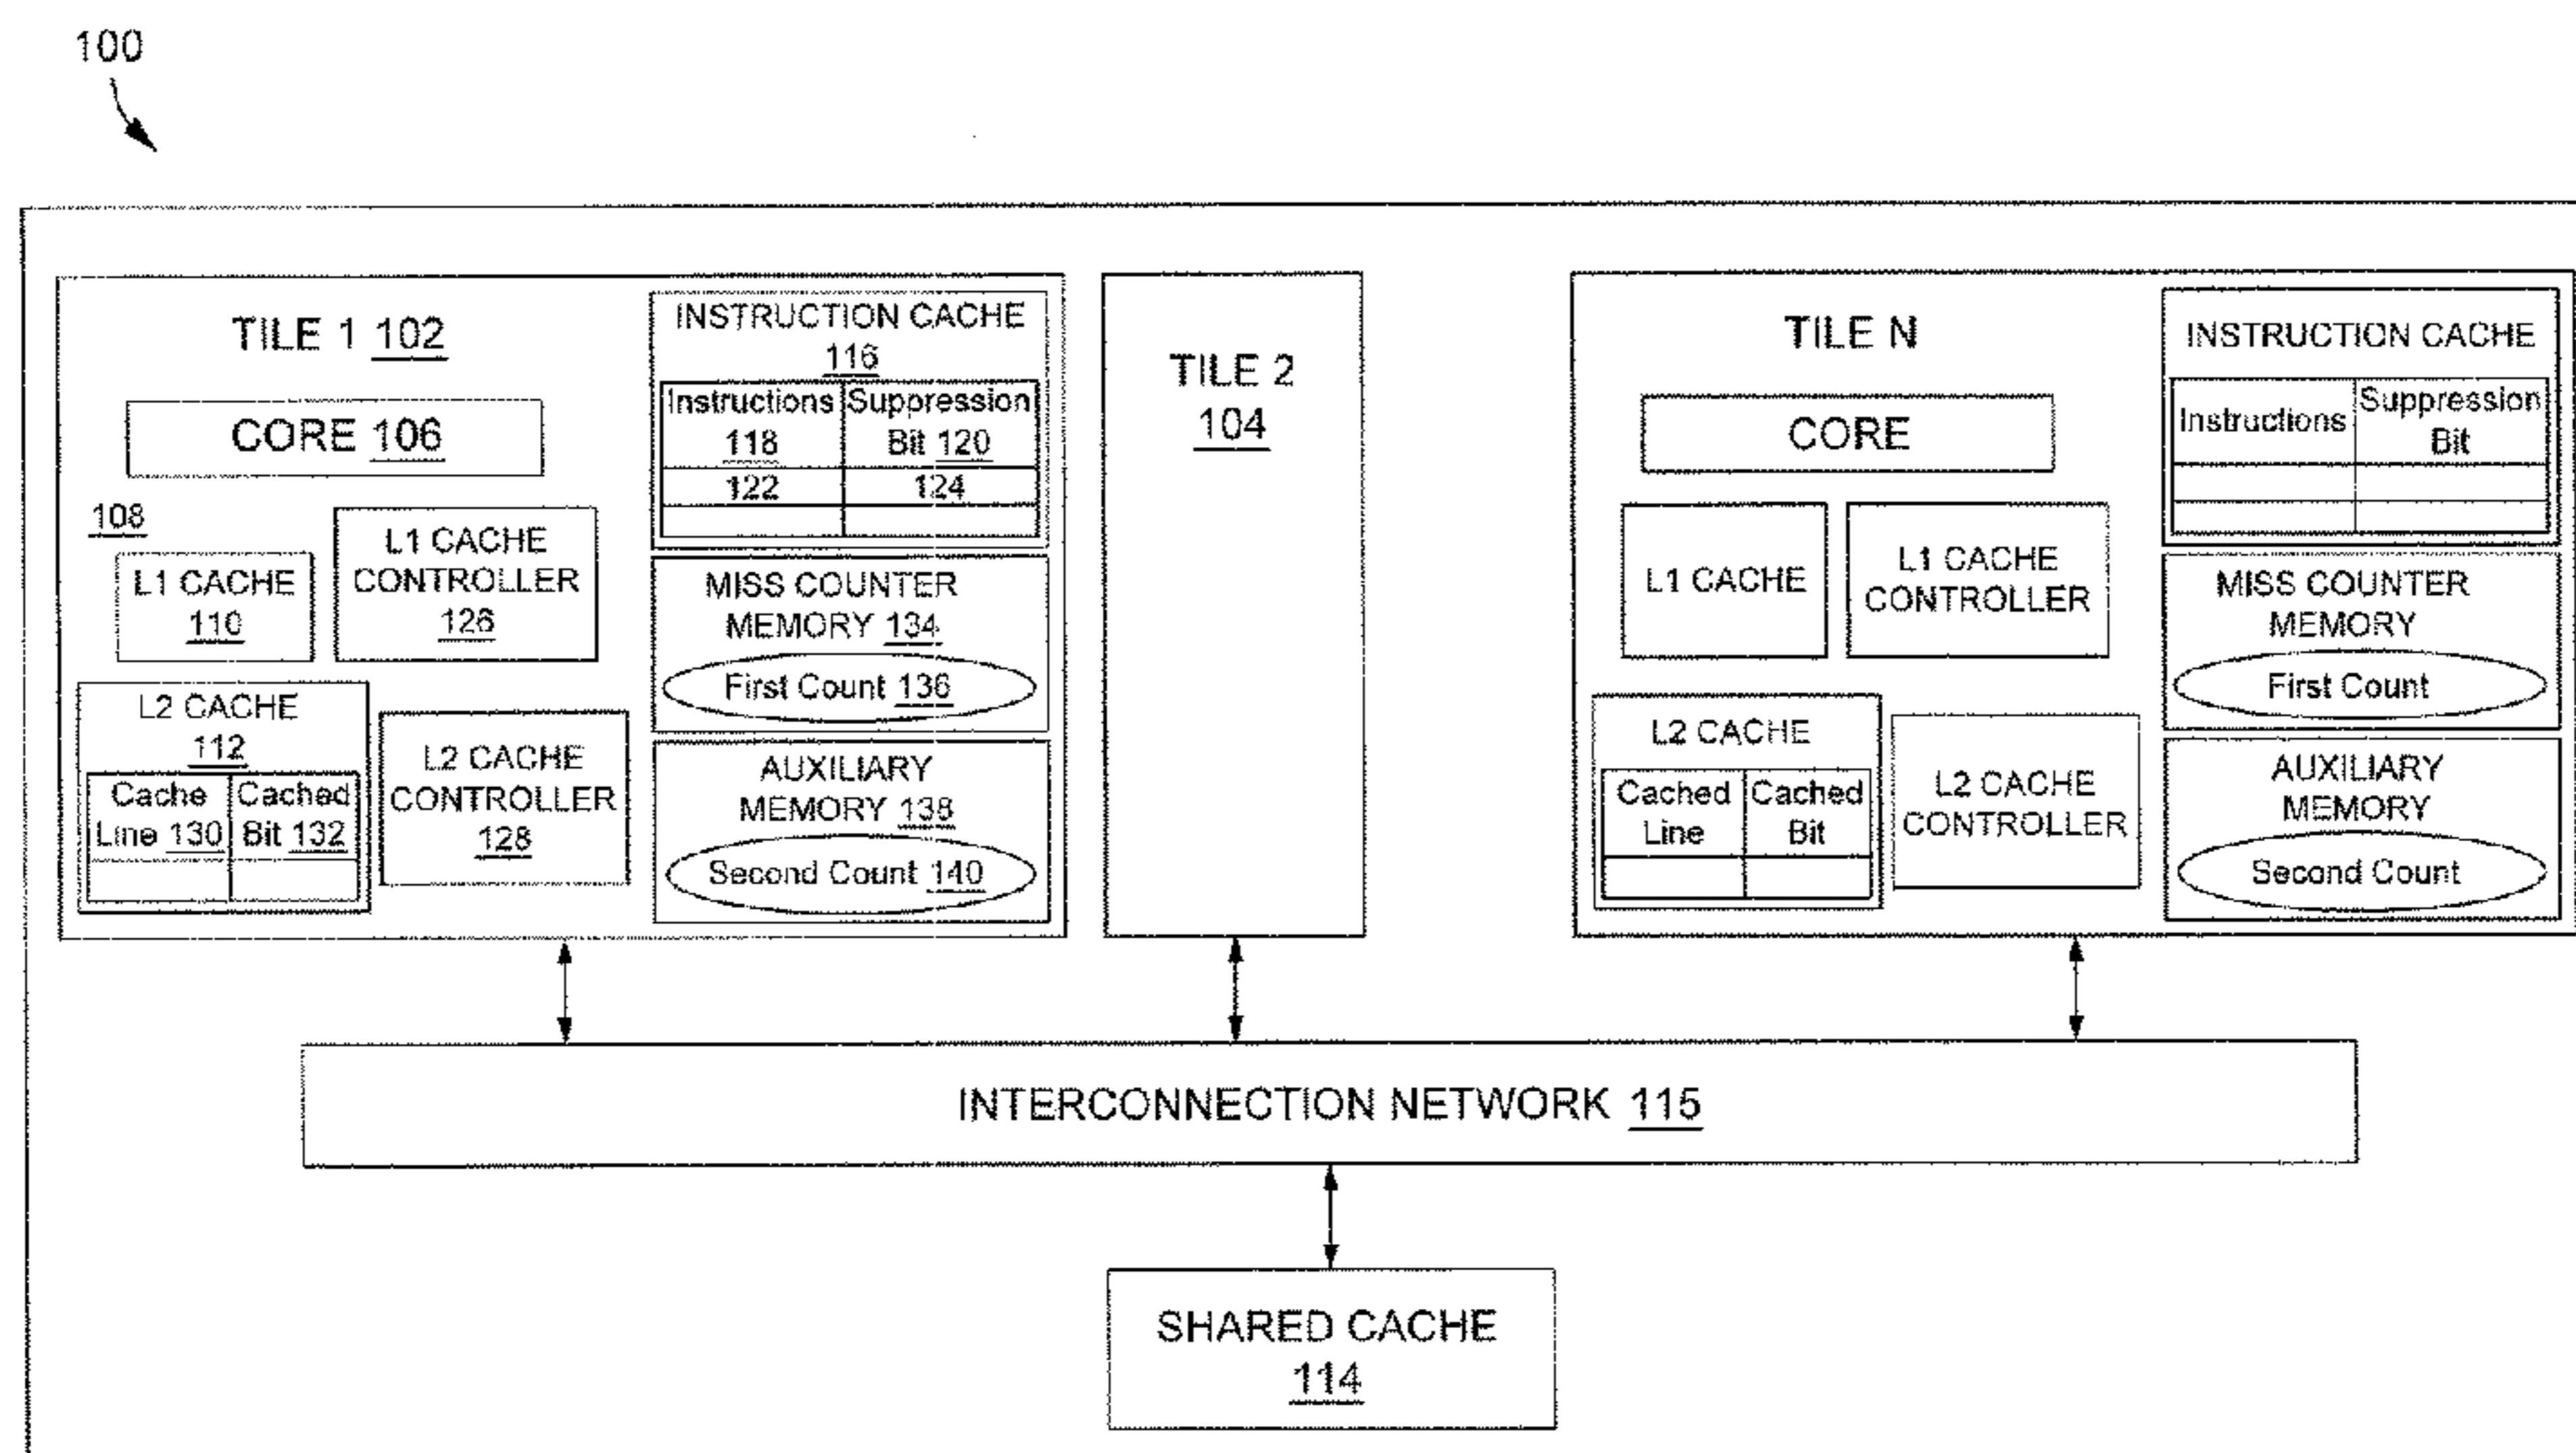 100
TILE 1 102
CORE 106
108
L1 CACHE
110
L1 CACHE
CONTROLLER
126
L2 CACHE
112
Cache
Line 130
Cached
Bit 132
L2 CACHE
CONTROLLER
128
INSTRUCTION CACHE
116
Instructions
118
Suppression
Bit 120
122
124
MISS COUNTER
MEMORY 134
First Count 136
AUXILIARY
MEMORY 138
Second Count 140
TILE 2
104
TILE N
CORE
L1 CACHE
L1 CACHE
CONTROLLER
L2 CACHE
Cached
Line
Cached
Bit
L2 CACHE
CONTROLLER
INSTRUCTION CACHE
Instructions
Suppression
Bit
MISS COUNTER
MEMORY
First Count
AUXILIARY
MEMORY
Second Count
INTERCONNECTION NETWORK 115
SHARED CACHE
114